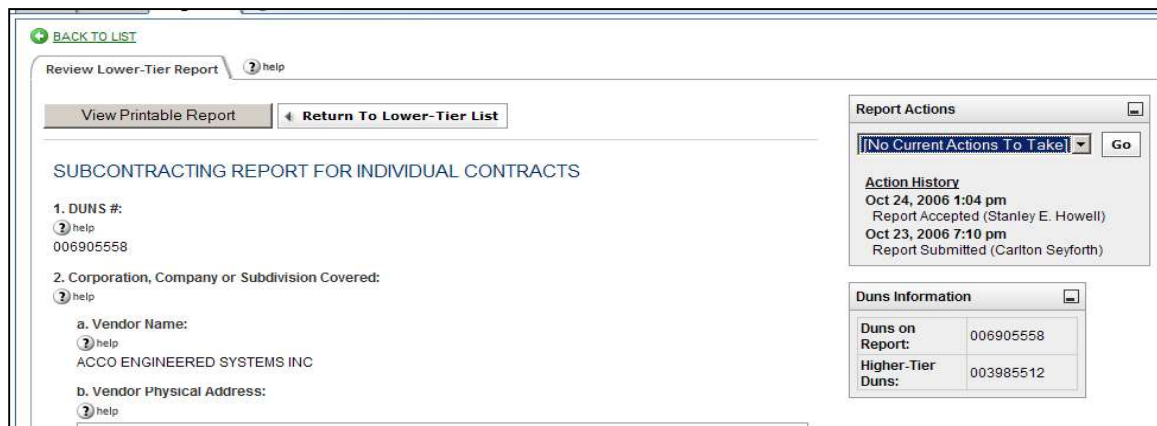 BACK TO LIST
Review Lower-Tier Report
help
View Printable Report
Return To Lower-Tier List
SUBCONTRACTING REPORT FOR INDIVIDUAL CONTRACTS
1. DUNS #:
help
006905558
2. Corporation, Company or Subdivision Covered:
help
a. Vendor Name:
help
ACCO ENGINEERED SYSTEMS INC
b. Vendor Physical Address:
help
Report Actions
[No Current Actions To Take]
Go
Action History
Oct 24, 2006 1:04 pm
Report Accepted (Stanley E. Howell)
Oct 23, 2006 7:10 pm
Report Submitted (Carlton Seyforth)
Duns Information
Duns on
Report:
006905558
Higher-Tier
Duns:
003985512